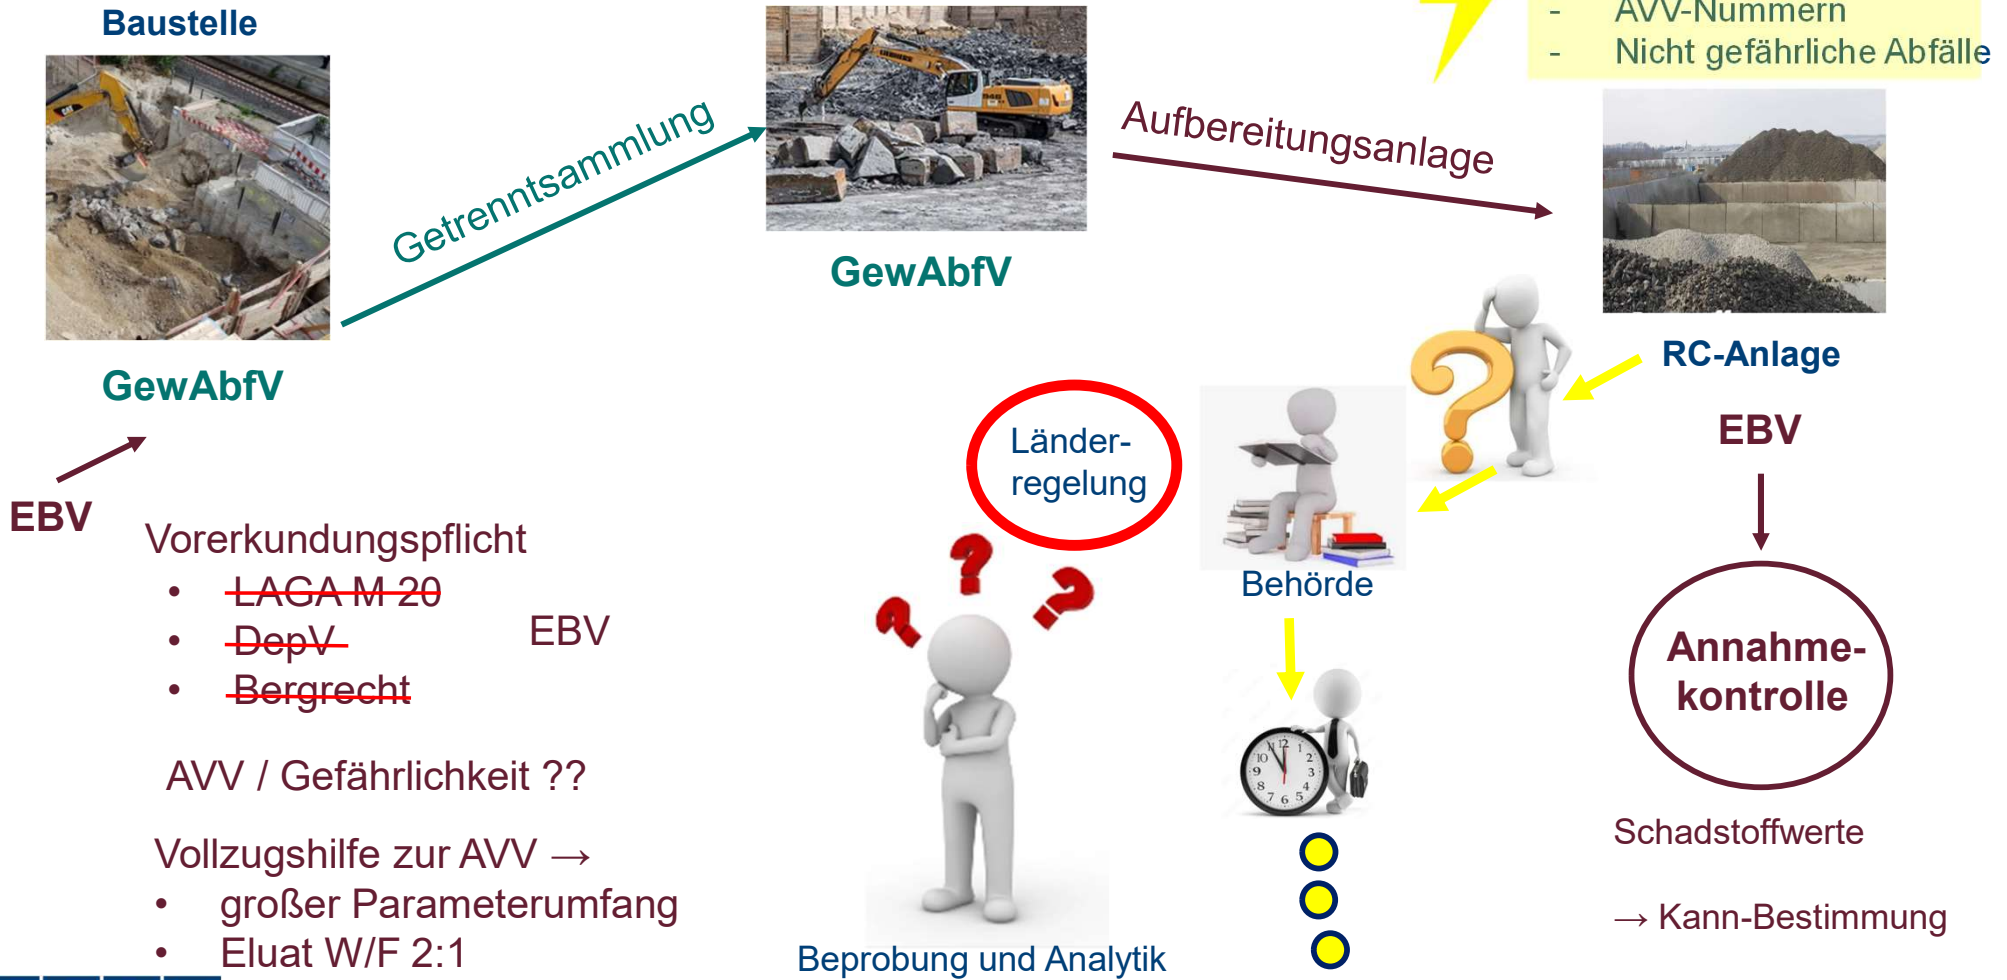 Baustelle
- AVV-Nummern
- Nicht gefährliche Abfälle
Getrenntsammlung
Aufbereitungsanlage
GewAbfV
GewAbfV
RC-Anlage
EBV
EBV
Länder-
regelung
Vorerkundungspflicht
• LAGA M 20
• DepV
• Bergrecht
EBV
Behörde
Annahme-
kontrolle
AVV / Gefährlichkeit ??
Vollzugshilfe zur AVV →
• großer Parameterumfang
• Eluat W/F 2:1
Beprobung und Analytik
Schadstoffwerte
→ Kann-Bestimmung